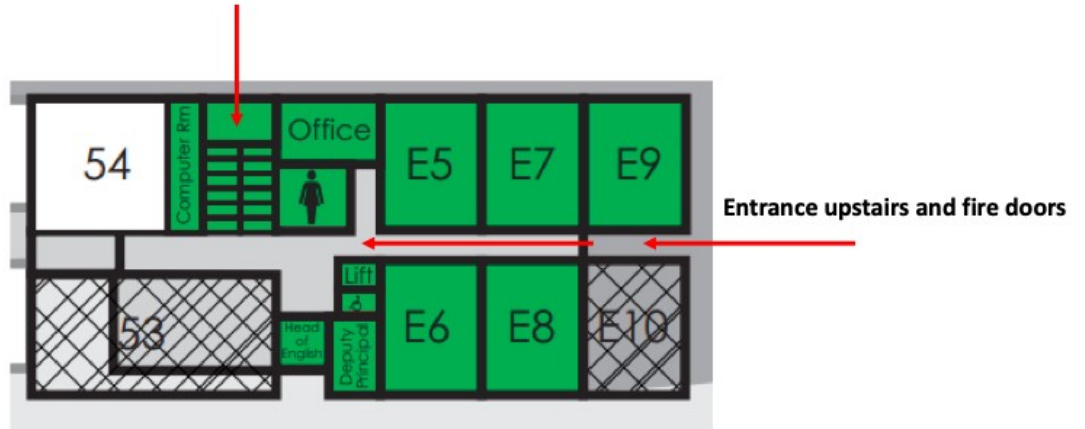 54
Computer Rm
Office
E5
E7
E9
Entrance upstairs and fire doors
53
Lift
Head
of
English
Deputy
Principal
E6
E8
E10